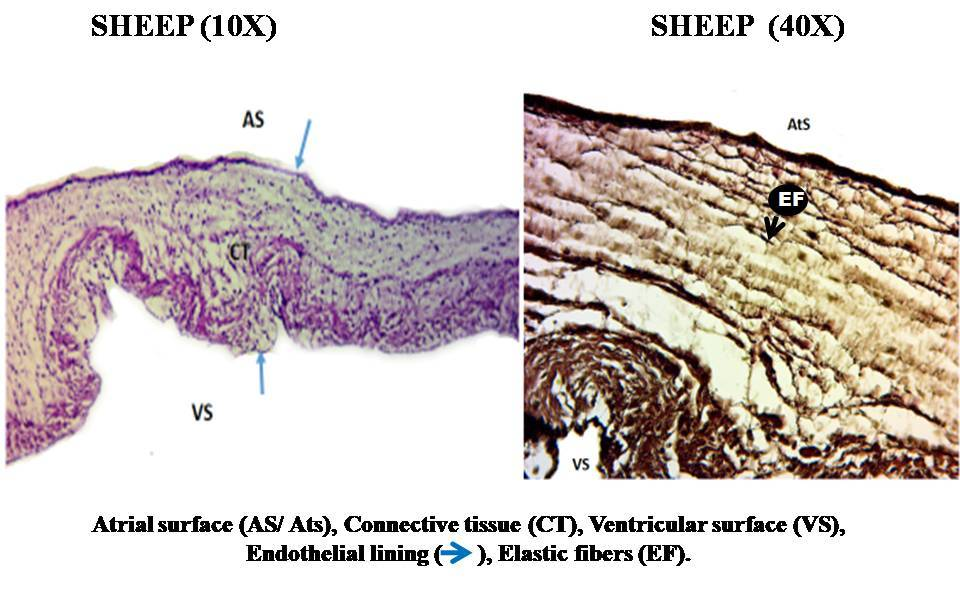 SHEEP (10X)
SHEEP (40X)
AS
AtS
EF
CT
VS
VS
Atrial surface (AS/ Ats), Connective tissue (CT), Ventricular surface (VS),
Endothelial lining (➔ ), Elastic fibers (EF).